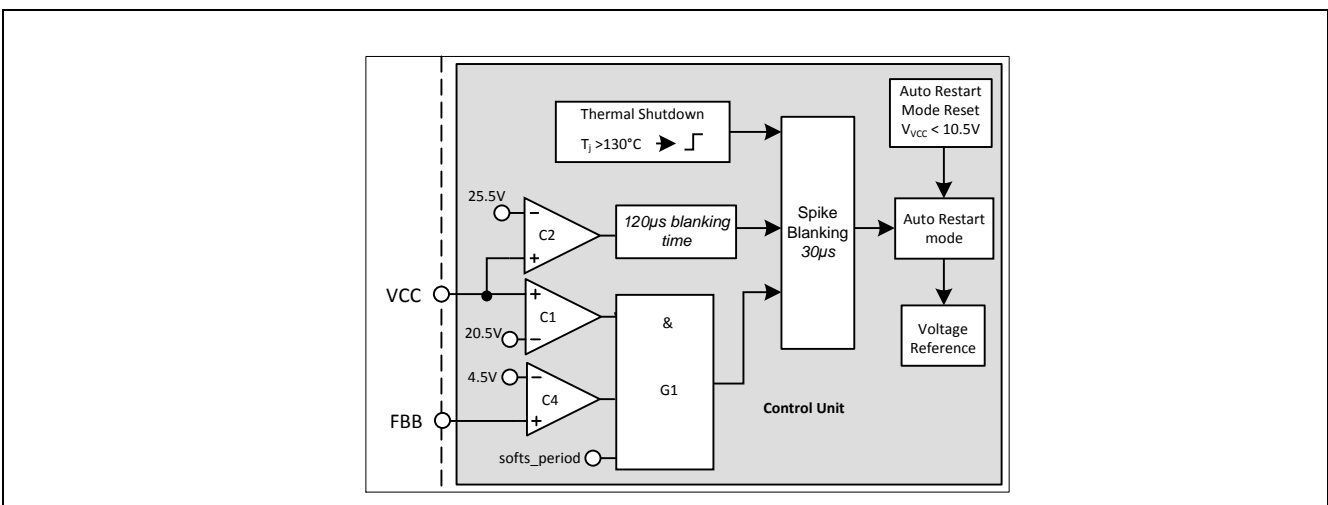 Thermal Shutdown
Tj >130°C
Auto Restart
Mode Reset
VVCC < 10.5V
25.5V
C2
120µs blanking
time
Spike
Blanking
30µs
Auto Restart
mode
VCC
C1
20.5V
&
Voltage
Reference
4.5V
C4
G1
Control Unit
FBB
softs_period